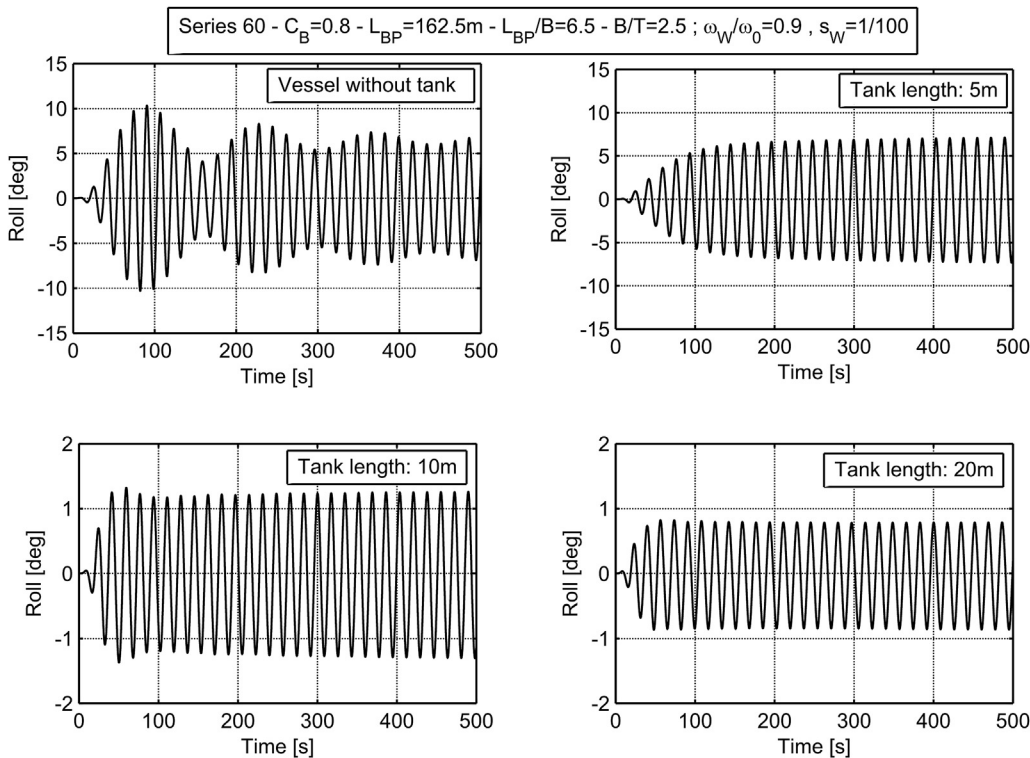 Series 60 - C_B=0.8 - L_BP=162.5m - L_BP/B=6.5 - B/T=2.5 ; ω_W/ω_0=0.9 , s_W=1/100
Vessel without tank
15
10
5
0
-5
-10
-15
Roll [deg]
0 100 200 300 400 500
Time [s]
Tank length: 5m
15
10
5
0
-5
-10
-15
Roll [deg]
0 100 200 300 400 500
Time [s]
Tank length: 10m
2
1
0
-1
-2
Roll [deg]
0 100 200 300 400 500
Time [s]
Tank length: 20m
2
1
0
-1
-2
Roll [deg]
0 100 200 300 400 500
Time [s]